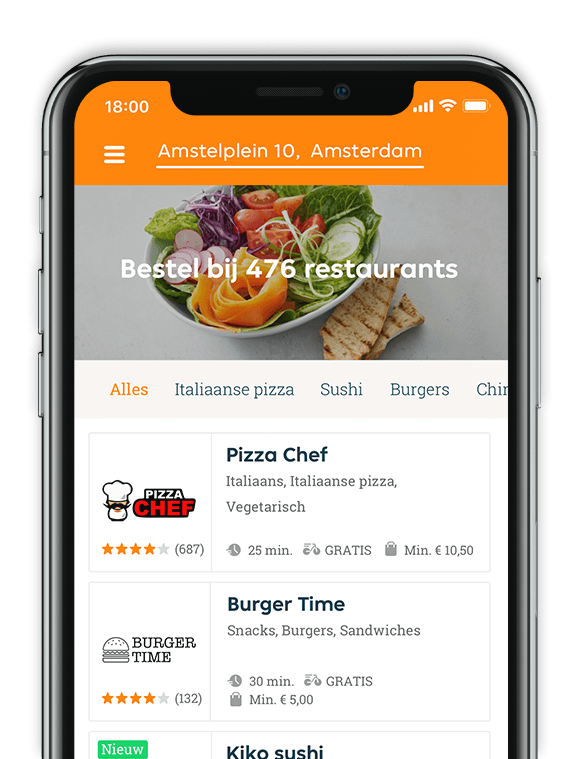 18:00
Amstelplein 10, Amsterdam
Bestel bij 476 restaurants
Alles Italiaanse pizza Sushi Burgers Chin
Pizza Chef
Italiaans, Italiaanse pizza,
Vegetarisch
PIZZA
CHEF
(687) 25 min. GRATIS Min. € 10,50
Burger Time
Snacks, Burgers, Sandwiches
BURGER
TIME
30 min. GRATIS
(132) Min. € 5,00
Nieuw
Kiko sushi